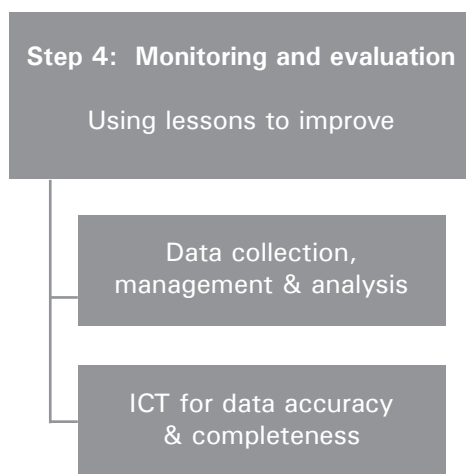 Step 4: Monitoring and evaluation
Using lessons to improve
Data collection,
management & analysis
ICT for data accuracy
& completeness